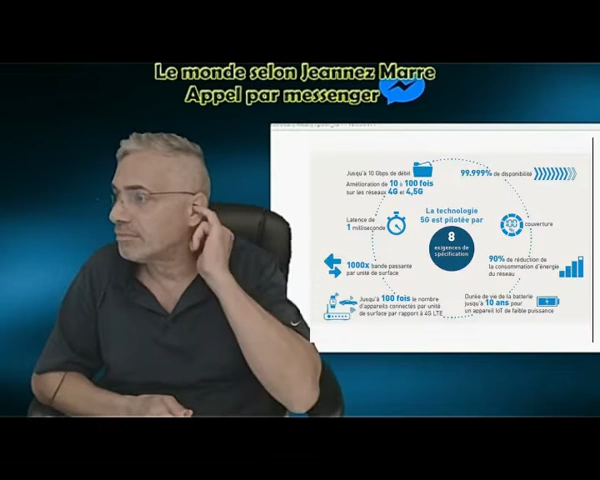 Le monde selon Jeannez Marre
Appel par messenger
Jusqu'à 10 Gbps de débit
Amélioration de 10 à 100 fois
sur les réseaux 4G et 4,5G
99.999% de disponibilité
Latence de
1 milliseconde
La technologie
5G est pilotée par
8
exigences de
spécification
100
couverture
1000x bande passante
par unité de surface
90% de réduction de
la consommation d'énergie
du réseau
Jusqu'à 100 fois le nombre
d'appareils connectés par unité
de surface par rapport à 4G LTE
Durée de vie de la batterie
jusqu'à 10 ans pour
un appareil IoT de faible puissance